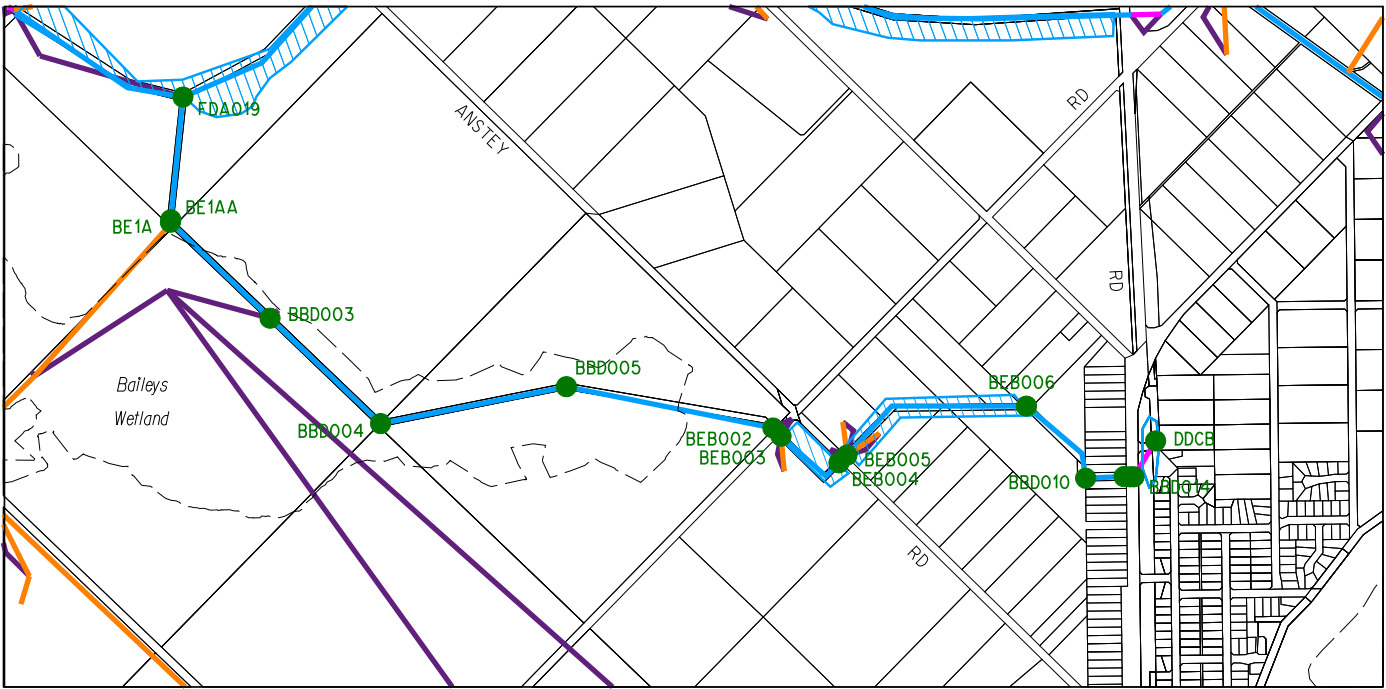 FDA019
ANSTEY
RD
BE1AA
BE1A
RD
BBD003
BBD005
Baileys
Wetland
BEB006
BBD004
BEB002
BEB003
DDCB
BEB005
BEB004
BBD010
BBD014
RD